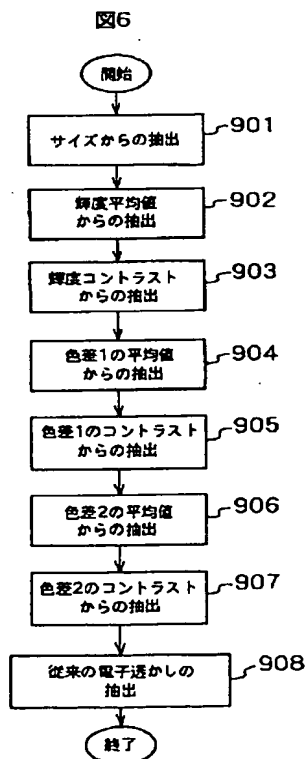 図6
開始
サイズからの抽出
901
輝度平均値
からの抽出
902
輝度コントラスト
からの抽出
903
色差1の平均値
からの抽出
904
色差1のコントラスト
からの抽出
905
色差2の平均値
からの抽出
906
色差2のコントラスト
からの抽出
907
従来の電子透かしの
抽出
908
終了